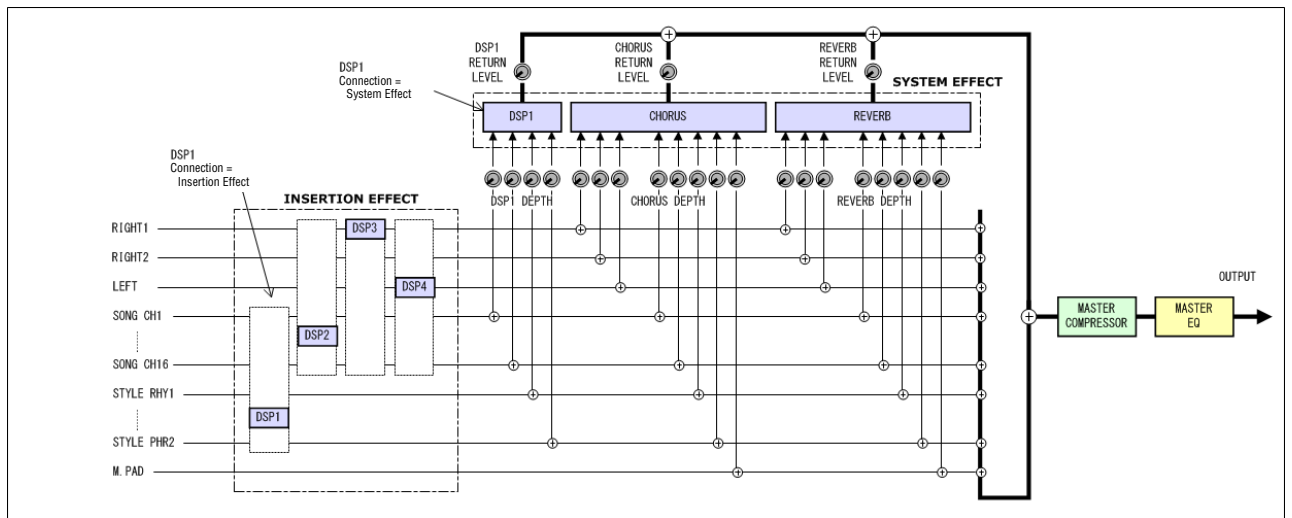 DSP1
RETURN
LEVEL
CHORUS
RETURN
LEVEL
REVERB
RETURN
LEVEL
DSP1
Connection =
System Effect
SYSTEM EFFECT
DSP1
CHORUS
REVERB
DSP1
Connection =
Insertion Effect
DSP1 DEPTH
CHORUS DEPTH
REVERB DEPTH
INSERTION EFFECT
RIGHT1
RIGHT2
LEFT
SONG CH1
SONG CH16
STYLE RHY1
STYLE PHR2
M.PAD
DSP3
DSP4
DSP2
DSP1
OUTPUT
MASTER
COMPRESSOR
MASTER
EQ